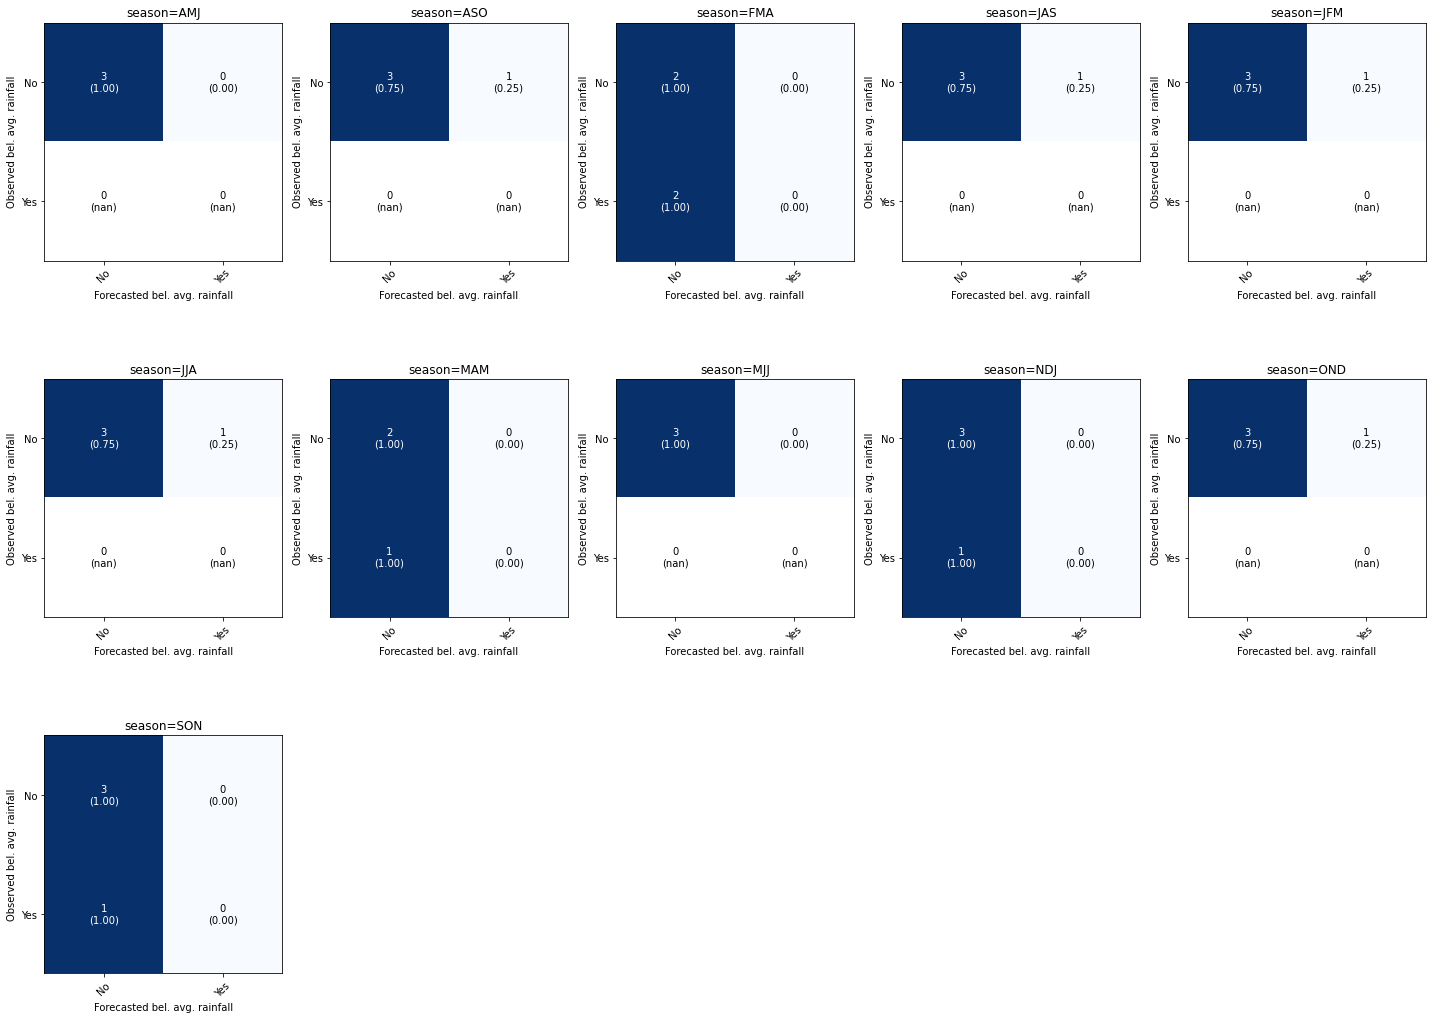 season=AMJ
season=ASO
season=FMA
season=JAS
season=JFM
Observed bel. avg. rainfall
No
3
(1.00)
0
(0.00)
Yes
0
(nan)
0
(nan)
No
Yes
Forecasted bel. avg. rainfall
Observed bel. avg. rainfall
No
3
(0.75)
1
(0.25)
Yes
0
(nan)
0
(nan)
No
Yes
Forecasted bel. avg. rainfall
Observed bel. avg. rainfall
No
2
(1.00)
0
(0.00)
Yes
2
(1.00)
0
(0.00)
No
Yes
Forecasted bel. avg. rainfall
Observed bel. avg. rainfall
No
3
(0.75)
1
(0.25)
Yes
0
(nan)
0
(nan)
No
Yes
Forecasted bel. avg. rainfall
Observed bel. avg. rainfall
No
3
(0.75)
1
(0.25)
Yes
0
(nan)
0
(nan)
No
Yes
Forecasted bel. avg. rainfall
season=JJA
season=MAM
season=MJJ
season=NDJ
season=OND
Observed bel. avg. rainfall
No
3
(0.75)
1
(0.25)
Yes
0
(nan)
0
(nan)
No
Yes
Forecasted bel. avg. rainfall
Observed bel. avg. rainfall
No
2
(1.00)
0
(0.00)
Yes
1
(1.00)
0
(0.00)
No
Yes
Forecasted bel. avg. rainfall
Observed bel. avg. rainfall
No
3
(1.00)
0
(0.00)
Yes
0
(nan)
0
(nan)
No
Yes
Forecasted bel. avg. rainfall
Observed bel. avg. rainfall
No
3
(1.00)
0
(0.00)
Yes
1
(1.00)
0
(0.00)
No
Yes
Forecasted bel. avg. rainfall
Observed bel. avg. rainfall
No
3
(0.75)
1
(0.25)
Yes
0
(nan)
0
(nan)
No
Yes
Forecasted bel. avg. rainfall
season=SON
Observed bel. avg. rainfall
No
3
(1.00)
0
(0.00)
Yes
1
(1.00)
0
(0.00)
No
Yes
Forecasted bel. avg. rainfall